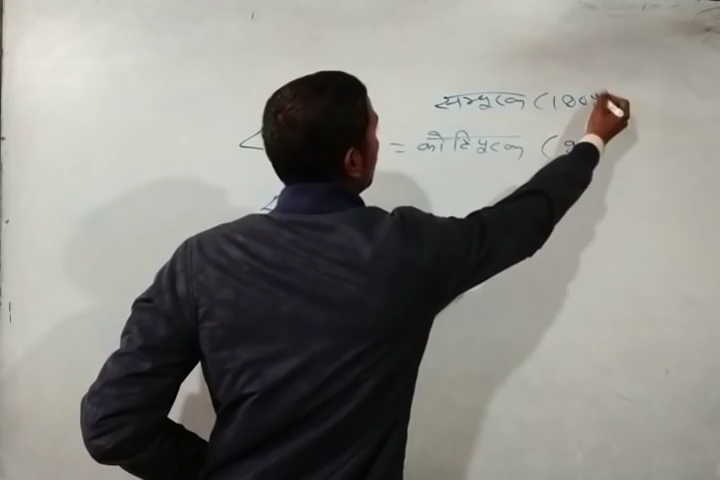 सम्पूरक (180
∠ = कोटिपूरक (
∠